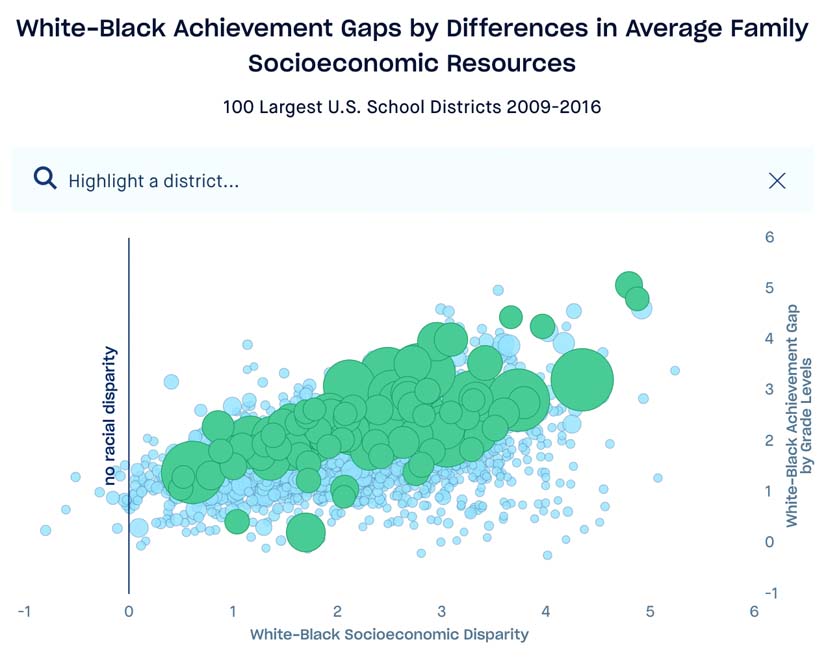 White-Black Achievement Gaps by Differences in Average Family
Socioeconomic Resources
100 Largest U.S. School Districts 2009-2016
Highlight a district...
6
5
4
3
2
1
0
-1
no racial disparity
White-Black Achievement Gap
by Grade Levels
-1 0 1 2 3 4 5 6
White-Black Socioeconomic Disparity